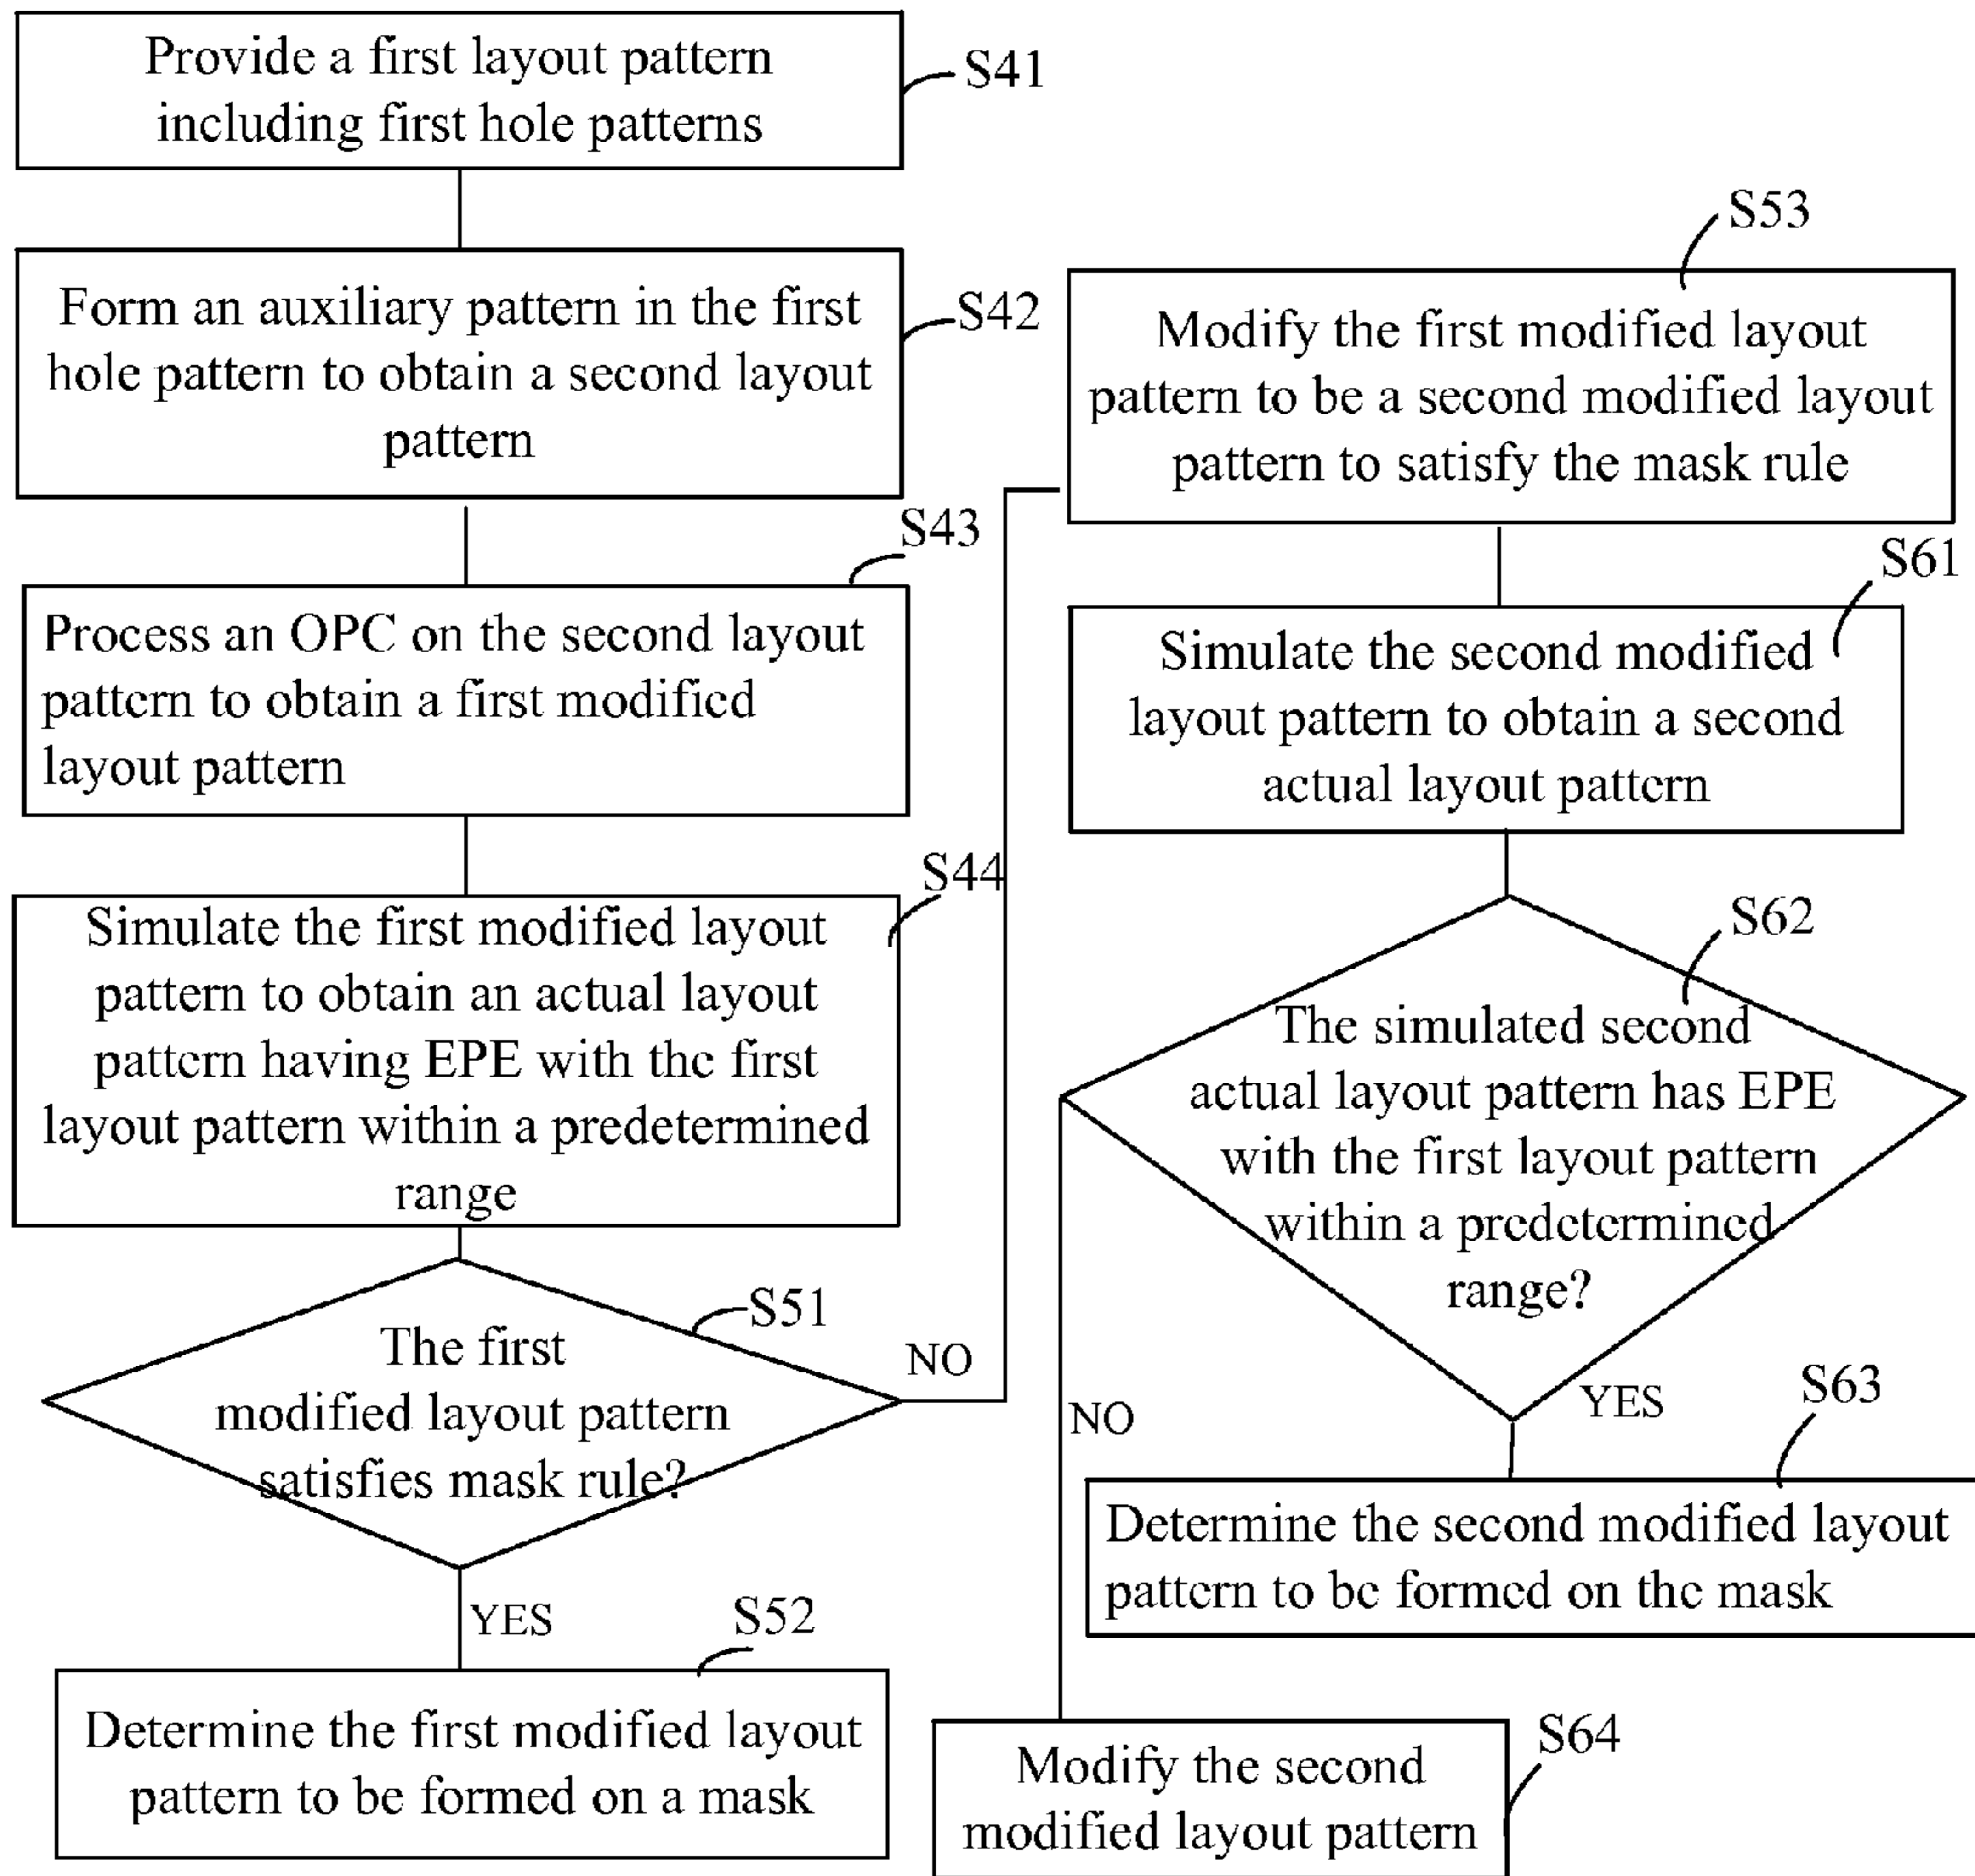 Provide a first layout pattern
including first hole patterns
S41
Form an auxiliary pattern in the first
hole pattern to obtain a second layout
pattern
S42
S43
Process an OPC on the second layout
pattern to obtain a first modified
layout pattern
S44
Simulate the first modified layout
pattern to obtain an actual layout
pattern having EPE with the first
layout pattern within a predetermined
range
S51
The first
modified layout pattern
satisfies mask rule?
NO
YES
S52
Determine the first modified layout
pattern to be formed on a mask
S53
Modify the first modified layout
pattern to be a second modified layout
pattern to satisfy the mask rule
S61
Simulate the second modified
layout pattern to obtain a second
actual layout pattern
S62
The simulated second
actual layout pattern has EPE
with the first layout pattern
within a predetermined
range?
NO
YES
S63
Determine the second modified layout
pattern to be formed on the mask
S64
Modify the second
modified layout pattern